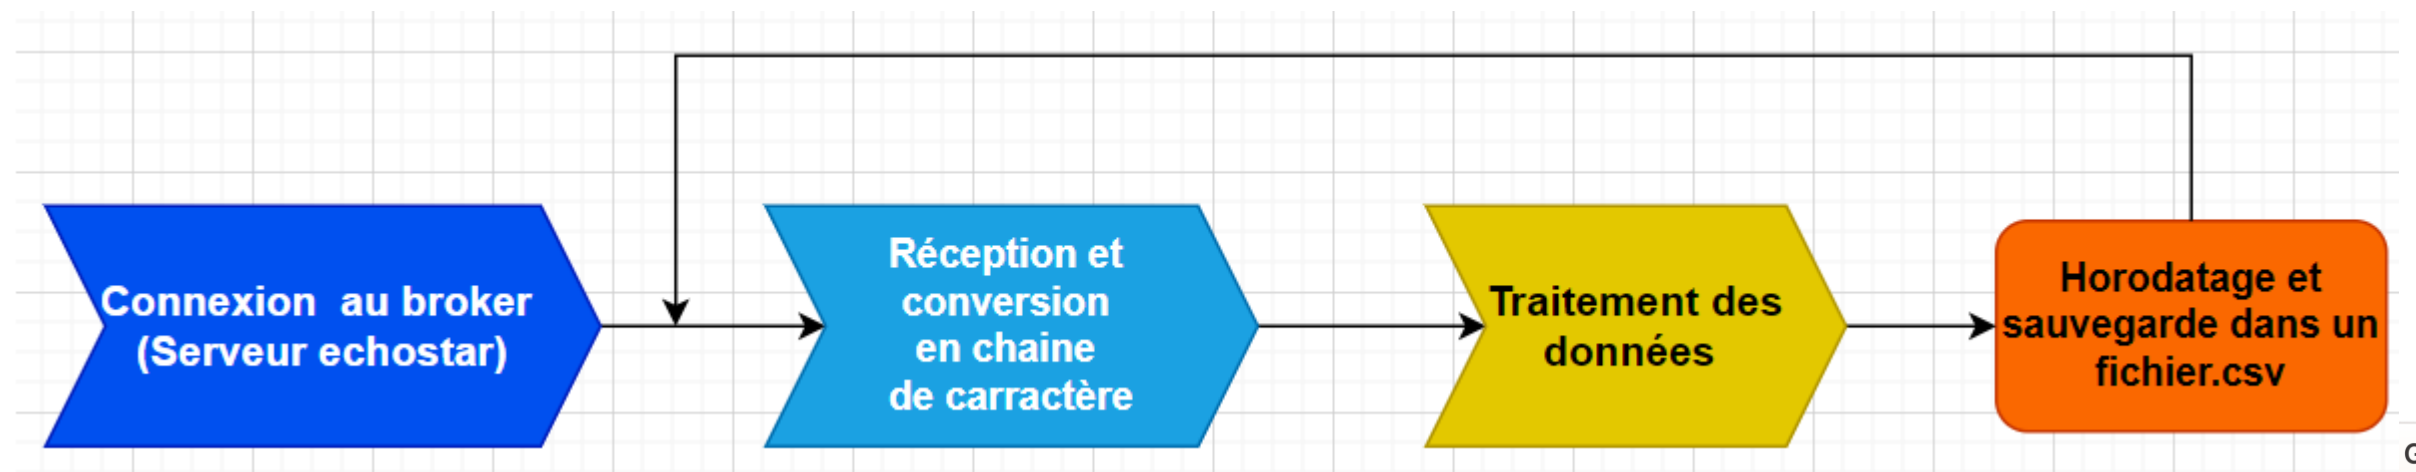 Connexion au broker
(Serveur echostar)
Réception et
conversion
en chaine
de carractère
Traitement des
données
Horodatage et
sauvegarde dans un
fichier.csv